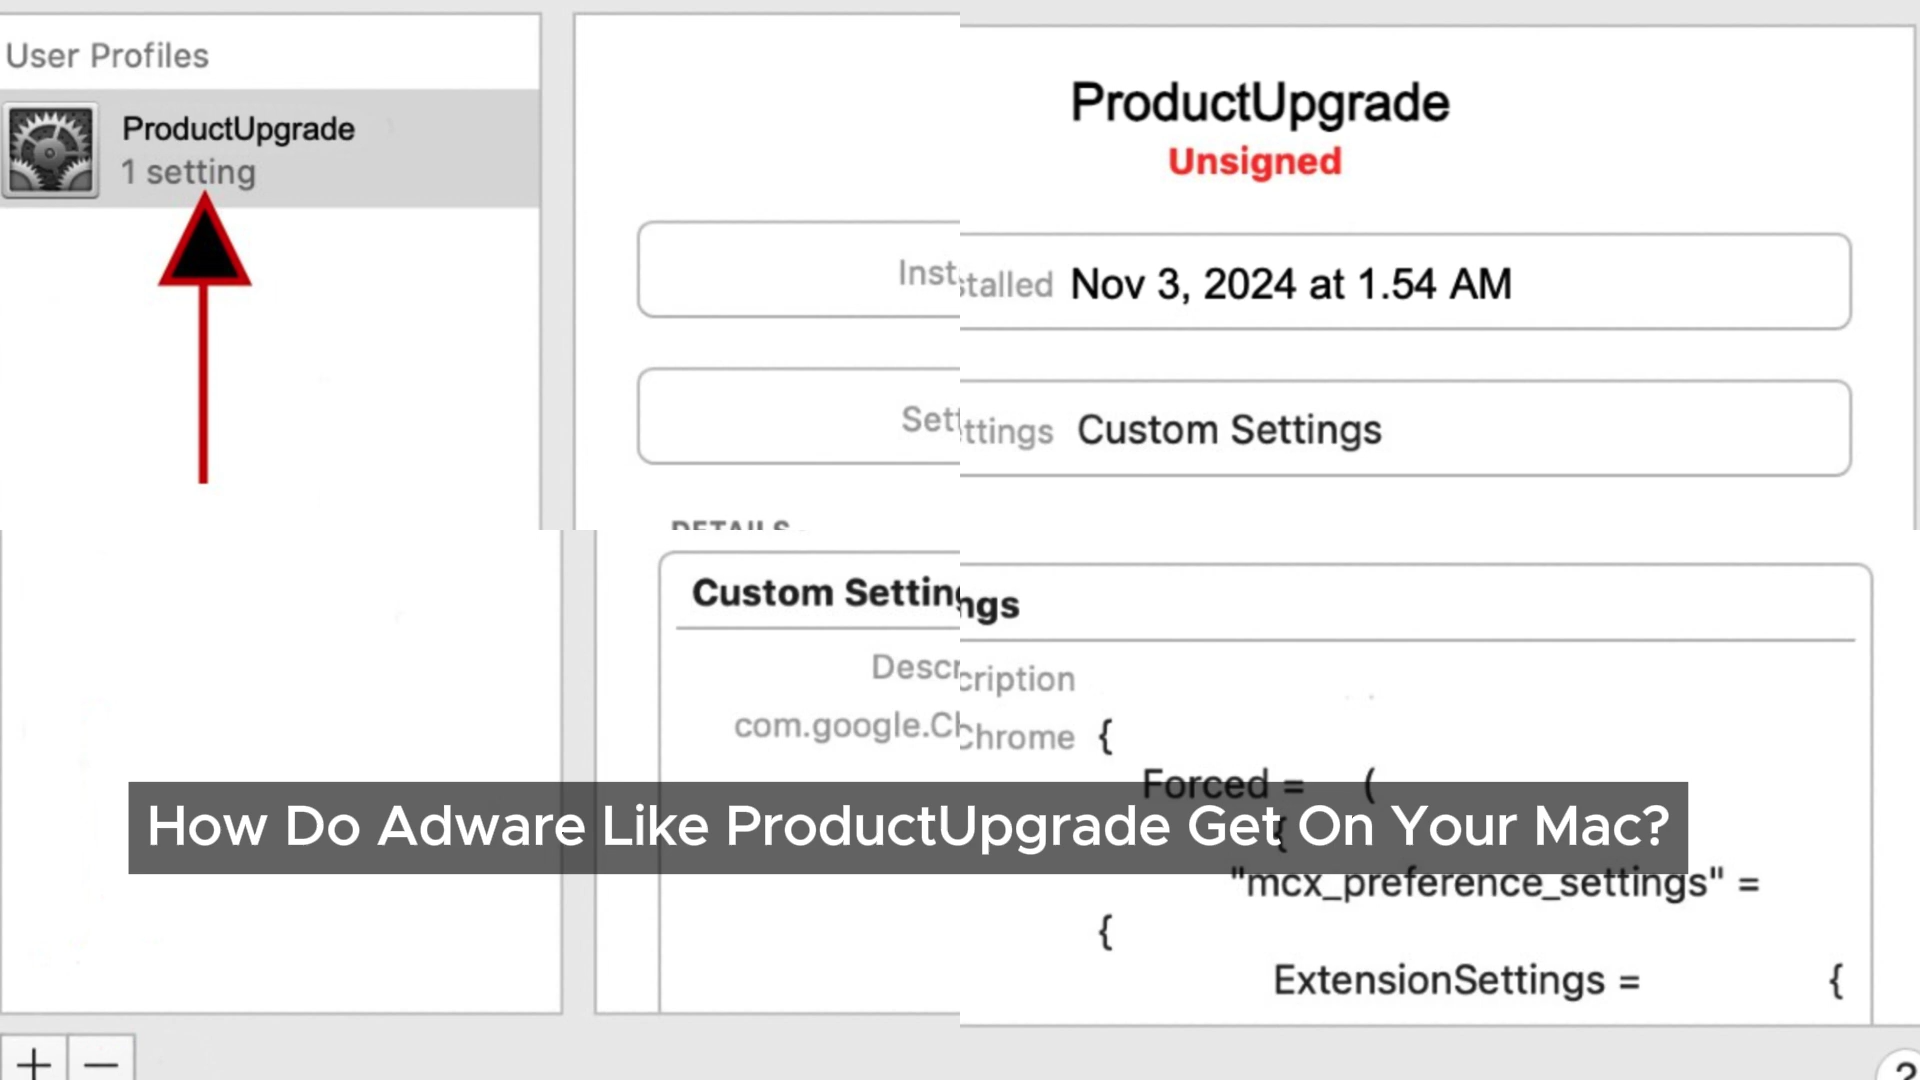 User Profiles
ProductUpgrade
1 setting
ProductUpgrade
Unsigned
Installed Nov 3, 2024 at 1.54 AM
Settings Custom Settings
DETAILS
Custom Settings
Description
com.google.Chrome {
Forced = (
{
How Do Adware Like ProductUpgrade Get On Your Mac?
"mcx_preference_settings" =
{
ExtensionSettings = {
+ −
?